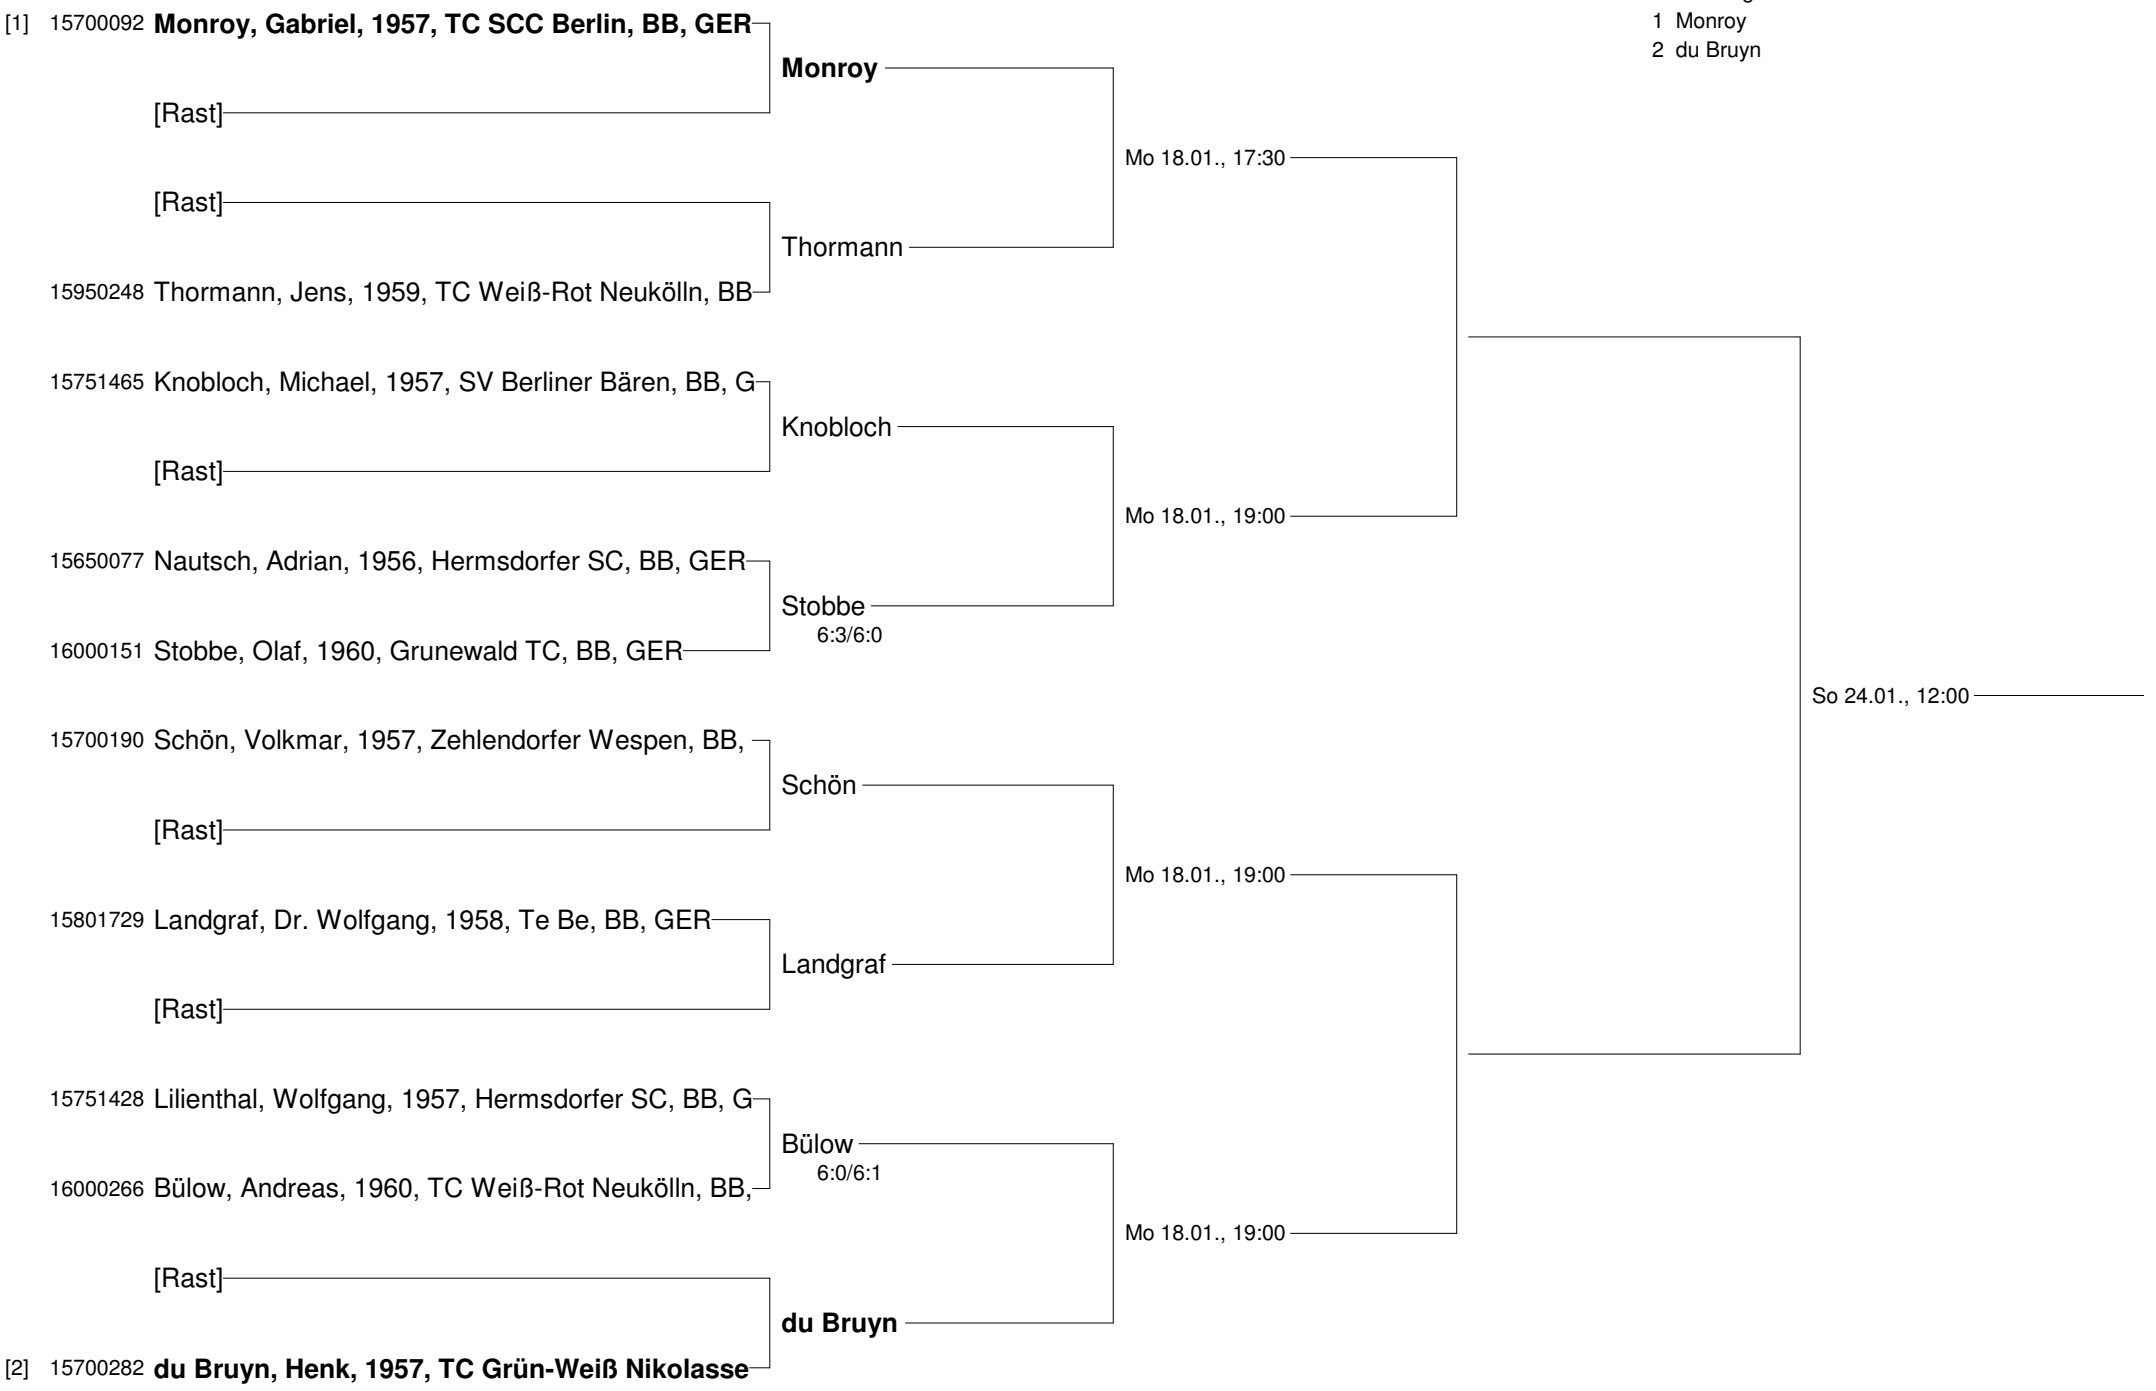 [1] 15700092 Monroy, Gabriel, 1957, TC SCC Berlin, BB, GER
1 Monroy
2 du Bruyn
Monroy
[Rast]
Mo 18.01., 17:30
[Rast]
Thormann
15950248 Thormann, Jens, 1959, TC Weiß-Rot Neukölln, BB
15751465 Knobloch, Michael, 1957, SV Berliner Bären, BB, G
Knobloch
[Rast]
Mo 18.01., 19:00
15650077 Nautsch, Adrian, 1956, Hermsdorfer SC, BB, GER
Stobbe
6:3/6:0
16000151 Stobbe, Olaf, 1960, Grunewald TC, BB, GER
So 24.01., 12:00
15700190 Schön, Volkmar, 1957, Zehlendorfer Wespen, BB,
Schön
[Rast]
Mo 18.01., 19:00
15801729 Landgraf, Dr. Wolfgang, 1958, Te Be, BB, GER
Landgraf
[Rast]
15751428 Lilienthal, Wolfgang, 1957, Hermsdorfer SC, BB, G
Bülow
6:0/6:1
16000266 Bülow, Andreas, 1960, TC Weiß-Rot Neukölln, BB,
Mo 18.01., 19:00
[Rast]
du Bruyn
[2] 15700282 du Bruyn, Henk, 1957, TC Grün-Weiß Nikolasse